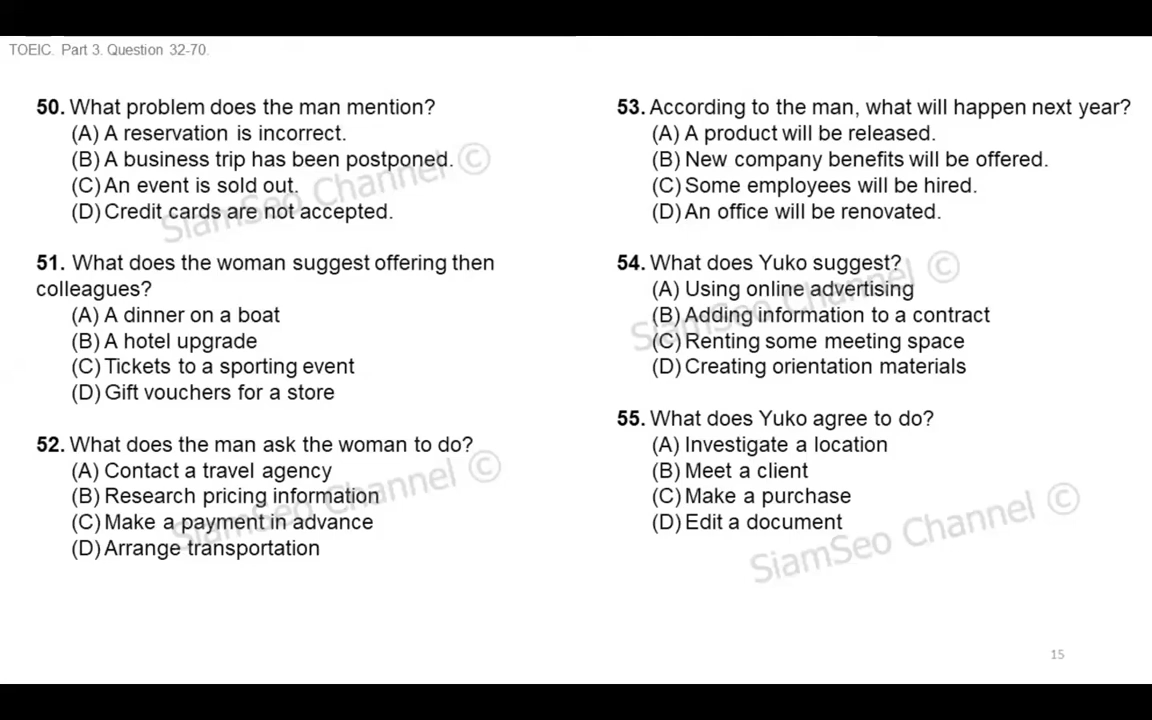 TOEIC. Part 3. Question 32-70.
50. What problem does the man mention?
(A) A reservation is incorrect.
(B) A business trip has been postponed.
(C) An event is sold out.
(D) Credit cards are not accepted.
51. What does the woman suggest offering then
colleagues?
(A) A dinner on a boat
(B) A hotel upgrade
(C) Tickets to a sporting event
(D) Gift vouchers for a store
52. What does the man ask the woman to do?
(A) Contact a travel agency
(B) Research pricing information
(C) Make a payment in advance
(D) Arrange transportation
53. According to the man, what will happen next year?
(A) A product will be released.
(B) New company benefits will be offered.
(C) Some employees will be hired.
(D) An office will be renovated.
54. What does Yuko suggest?
(A) Using online advertising
(B) Adding information to a contract
(C) Renting some meeting space
(D) Creating orientation materials
55. What does Yuko agree to do?
(A) Investigate a location
(B) Meet a client
(C) Make a purchase
(D) Edit a document
SiamSeo Channel ©
SiamSeo Channel ©
SiamSeo Channel ©
SiamSeo Channel ©
15